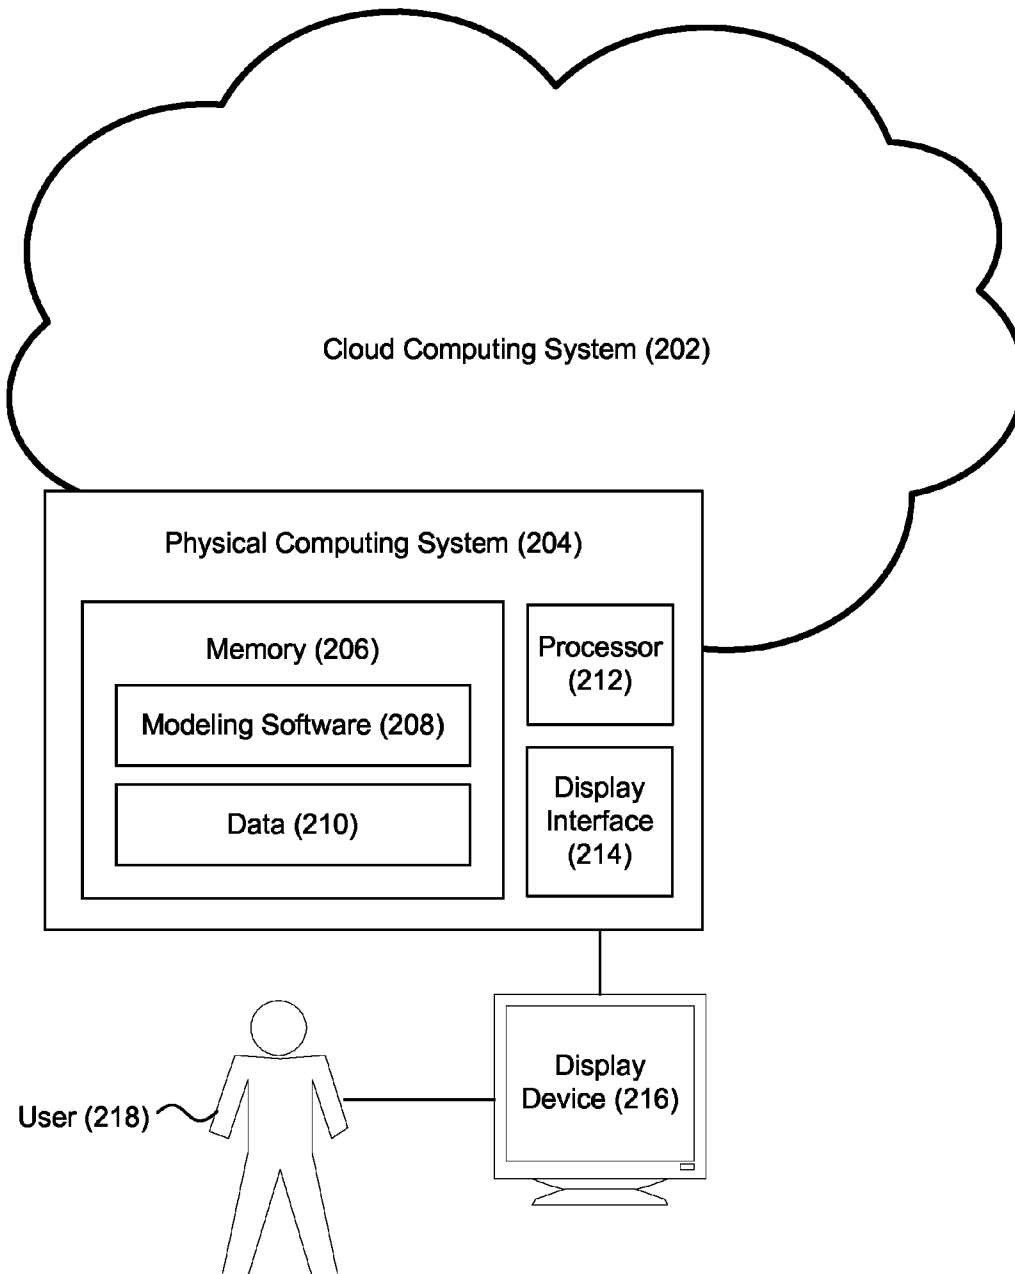 Cloud Computing System (202)
Physical Computing System (204)
Memory (206)
Modeling Software (208)
Data (210)
Processor
(212)
Display
Interface
(214)
Display
Device (216)
User (218)